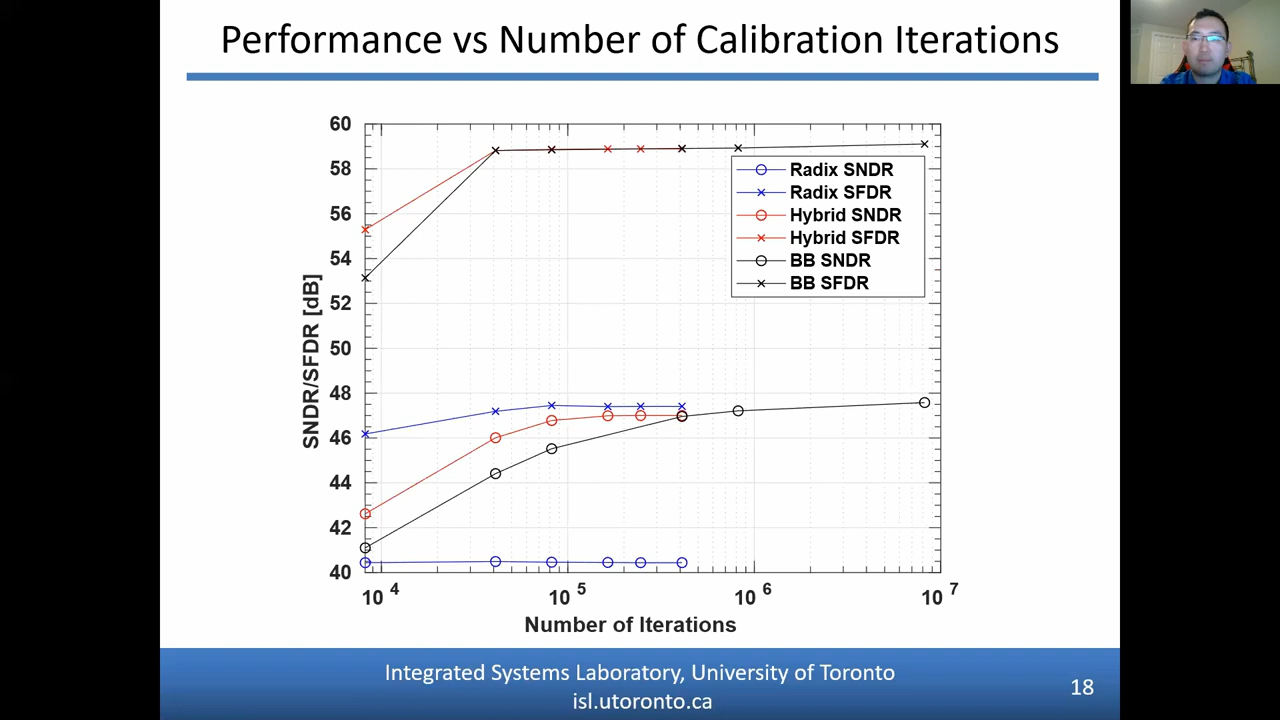 Performance vs Number of Calibration Iterations
60
58
56
54
52
50
48
46
44
42
40
SNDR/SFDR [dB]
Radix SNDR
Radix SFDR
Hybrid SNDR
Hybrid SFDR
BB SNDR
BB SFDR
10 4
10 5
10 6
10 7
Number of Iterations
Integrated Systems Laboratory, University of Toronto
isl.utoronto.ca
18